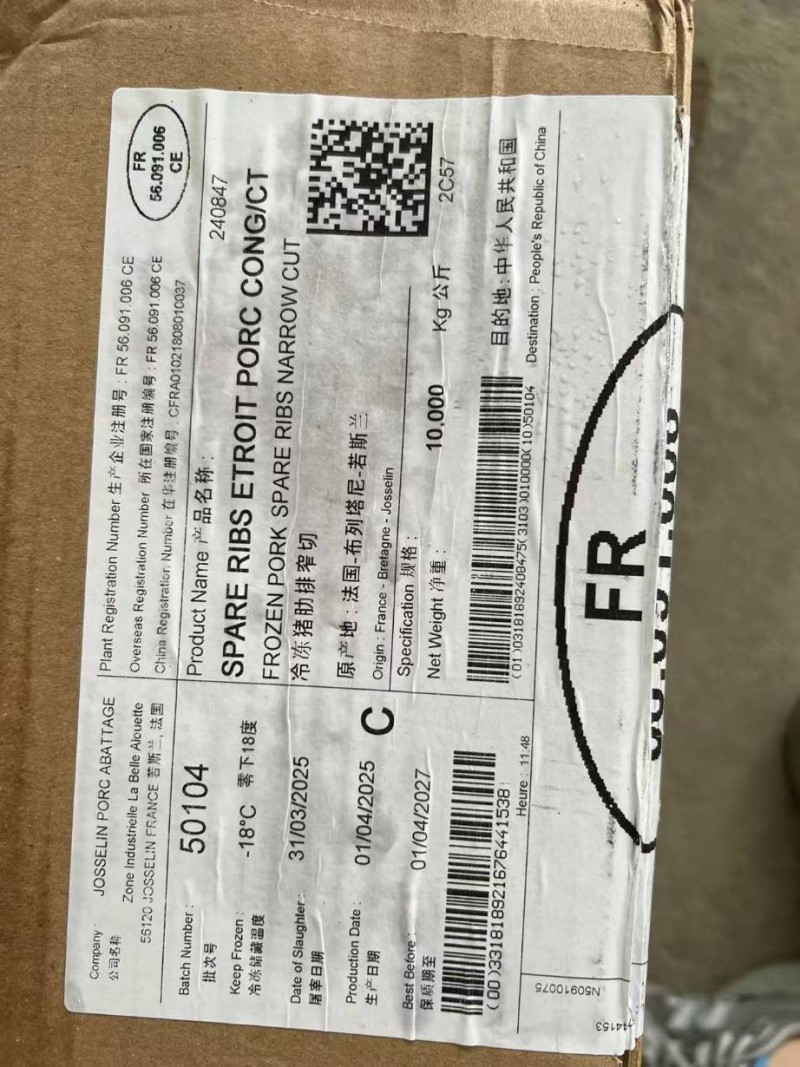 Company : JOSSELIN PORC ABATTAGE
公司名称 Zone Industrielle La Belle Alouette
56120 JOSSELIN FRANCE 若斯兰, 法国
Plant Registration Number 生产企业注册号 : FR 56.091.006 CE
Overseas Registration Number 所在国家注册编号 : FR 56.091.006 CE
China Registration Number 在华注册编号 : CFRA01021808010037
FR
56.091.006
CE
Batch Number : 50104
批次号
Keep Frozen : -18°C 零下18度
冷冻储藏温度
Date of Slaughter : 31/03/2025
屠宰日期
Production Date : 01/04/2025 C
生产日期
Best Before : 01/04/2027
保质期至
(00)331818921676441538
Product Name 产品名称 : 240847
SPARE RIBS ETROIT PORC CONG/CT
FROZEN PORK SPARE RIBS NARROW CUT
冷冻猪肋排窄切
原产地 : 法国-布列塔尼-若斯兰
Origin : France - Bretagne - Josselin
Specification 规格 :
Net Weight 净重 : 10,000 Kg 公斤 2C57
(01)03181892408475(3103)010000(10)50104
目的地: 中华人民共和国
Destination : People's Republic of China
Heure : 11:48
FR
N50910075